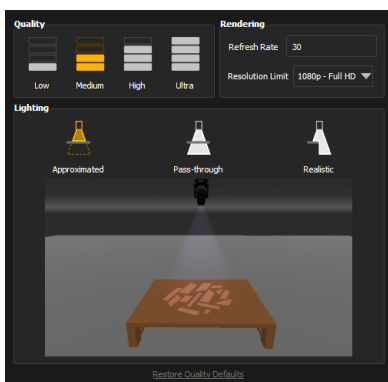 Quality
Rendering
Low
Medium
High
Ultra
Refresh Rate
30
Resolution Limit
1080p - Full HD
Lighting
Approximated
Pass-through
Realistic
Restore Quality Defaults